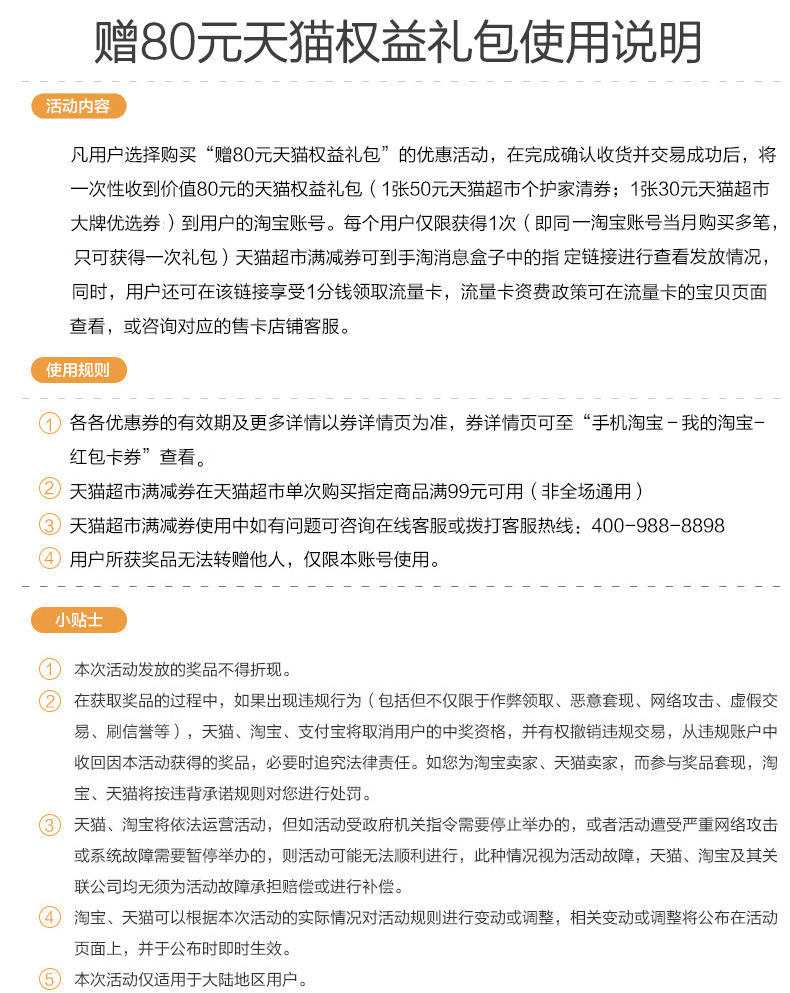 赠80元天猫权益礼包使用说明
活动内容
凡用户选择购买“赠80元天猫权益礼包”的优惠活动，在完成确认收货并交易成功后，将
一次性收到价值80元的天猫权益礼包（1张50元天猫超市个护家清券；1张30元天猫超市
大牌优选券）到用户的淘宝账号。每个用户仅限获得1次（即同一淘宝账号当月购买多笔，
只可获得一次礼包）天猫超市满减券可到手淘消息盒子中的指 定链接进行查看发放情况，
同时，用户还可在该链接享受1分钱领取流量卡，流量卡资费政策可在流量卡的宝贝页面
查看，或咨询对应的售卡店铺客服。
使用规则
① 各各优惠券的有效期及更多详情以券详情页为准，券详情页可至“手机淘宝-我的淘宝-
红包卡券”查看。
② 天猫超市满减券在天猫超市单次购买指定商品满99元可用（非全场通用）
③ 天猫超市满减券使用中如有问题可咨询在线客服或拨打客服热线：400-988-8898
④ 用户所获奖品无法转赠他人，仅限本账号使用。
小贴士
① 本次活动发放的奖品不得折现。
② 在获取奖品的过程中，如果出现违规行为（包括但不仅限于作弊领取、恶意套现、网络攻击、虚假交
易、刷信誉等），天猫、淘宝、支付宝将取消用户的中奖资格，并有权撤销违规交易，从违规账户中
收回因本活动获得的奖品，必要时追究法律责任。如您为淘宝卖家、天猫卖家，而参与奖品套现，淘
宝、天猫将按违背承诺规则对您进行处罚。
③ 天猫、淘宝将依法运营活动，但如活动受政府机关指令需要停止举办的，或者活动遭受严重网络攻击
或系统故障需要暂停举办的，则活动可能无法顺利进行，此种情况视为活动故障，天猫、淘宝及其关
联公司均无须为活动故障承担赔偿或进行补偿。
④ 淘宝、天猫可以根据本次活动的实际情况对活动规则进行变动或调整，相关变动或调整将公布在活动
页面上，并于公布时即时生效。
⑤ 本次活动仅适用于大陆地区用户。